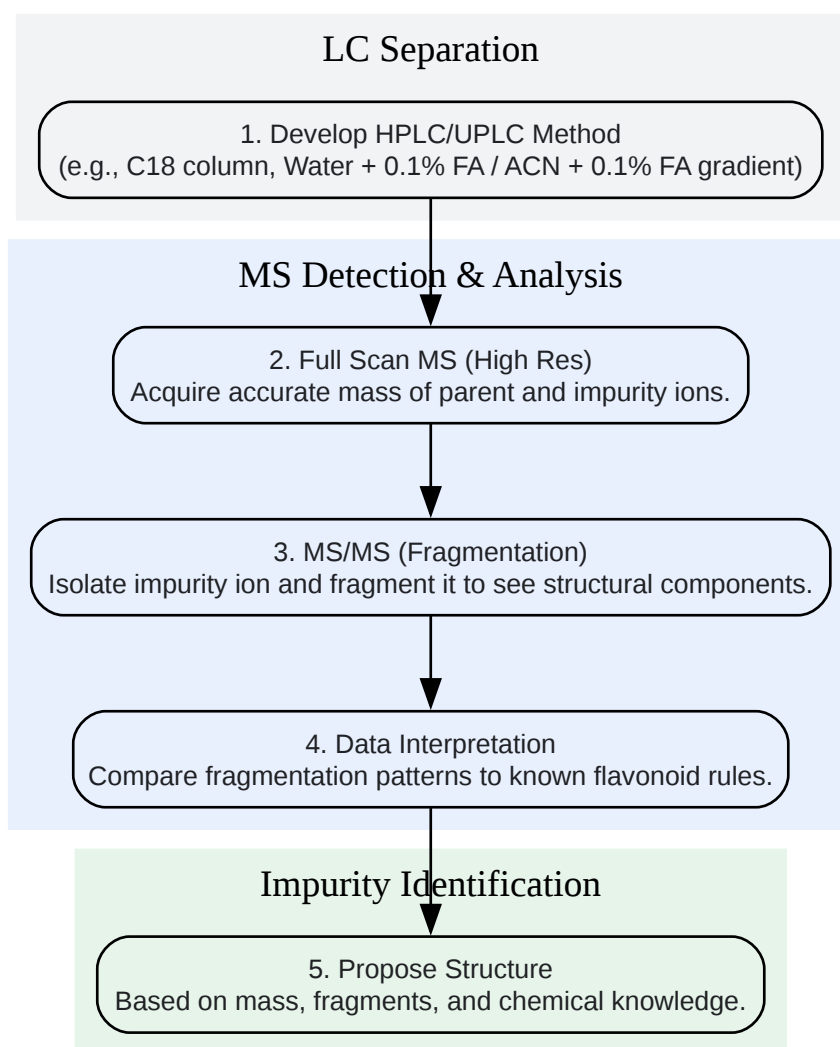 LC Separation
1. Develop HPLC/UPLC Method
(e.g., C18 column, Water + 0.1% FA / ACN + 0.1% FA gradient)
MS Detection & Analysis
2. Full Scan MS (High Res)
Acquire accurate mass of parent and impurity ions.
3. MS/MS (Fragmentation)
Isolate impurity ion and fragment it to see structural components.
4. Data Interpretation
Compare fragmentation patterns to known flavonoid rules.
Impurity Identification
5. Propose Structure
Based on mass, fragments, and chemical knowledge.